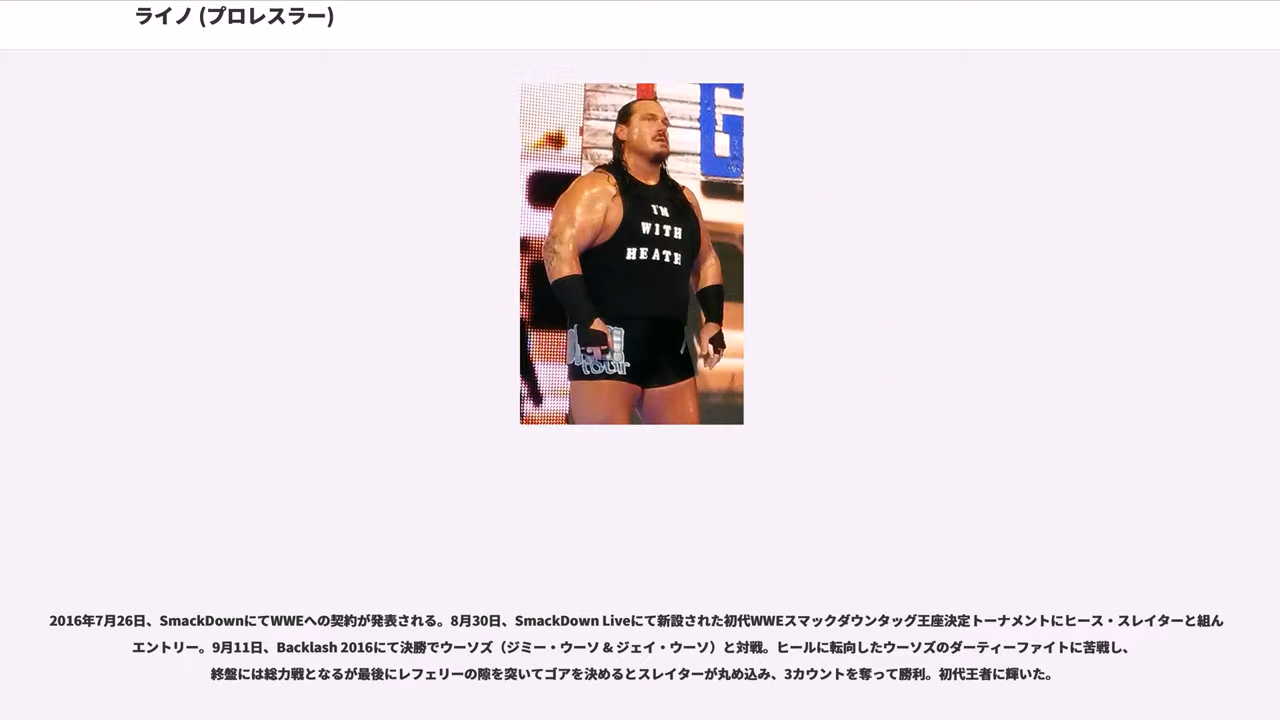 ライノ (プロレスラー)
G
I'M
WITH
HEATH
tour
2016年7月26日、SmackDownにてWWEへの契約が発表される。8月30日、SmackDown Liveにて新設された初代WWEスマックダウンタッグ王座決定トーナメントにヒース・スレイターと組ん
エントリー。9月11日、Backlash 2016にて決勝でウーソズ（ジミー・ウーソ & ジェイ・ウーソ）と対戦。ヒールに転向したウーソズのダーティーファイトに苦戦し、
終盤には総力戦となるが最後にレフェリーの隙を突いてゴアを決めるとスレイターが丸め込み、3カウントを奪って勝利。初代王者に輝いた。